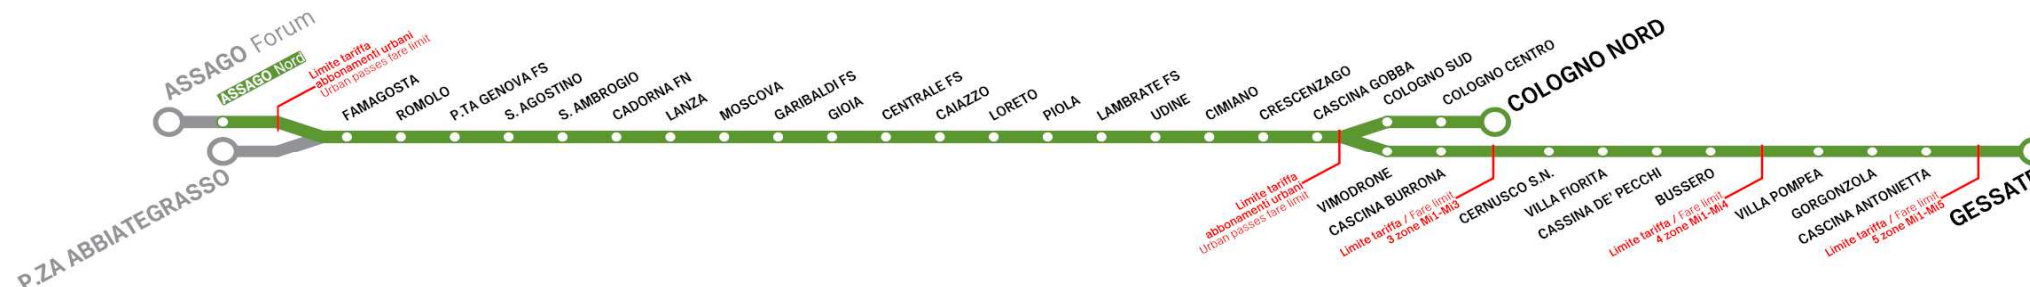 ASSAGO Forum
ASSAGO Nord
Limite tariffa
abbonamenti urbani
Urban passes fare limit
P.ZA ABBIATEGRASSO
FAMAGOSTA
ROMOLO
P.TA GENOVA FS
S. AGOSTINO
S. AMBROGIO
CADORNA FN
LANZA
MOSCOVA
GARIBALDI FS
GIOIA
CENTRALE FS
CAIAZZO
LORETO
PIOLA
LAMBRATE FS
UDINE
CIMIANO
CRESCENZAGO
CASCINA GOBBA
COLOGNO SUD
COLOGNO CENTRO
COLOGNO NORD
Limite tariffa
abbonamenti urbani
Urban passes fare limit
VIMODRONE
CASCINA BURRONA
Limite tariffa / Fare limit
3 zone Mi1-Mi3
CERNUSCO S.N.
VILLA FIORITA
CASSINA DE' PECCHI
BUSSERO
Limite tariffa / Fare limit
4 zone Mi1-Mi4
VILLA POMPEA
GORGONZOLA
CASCINA ANTONIETTA
Limite tariffa / Fare limit
5 zone Mi1-Mi5
GESSATE